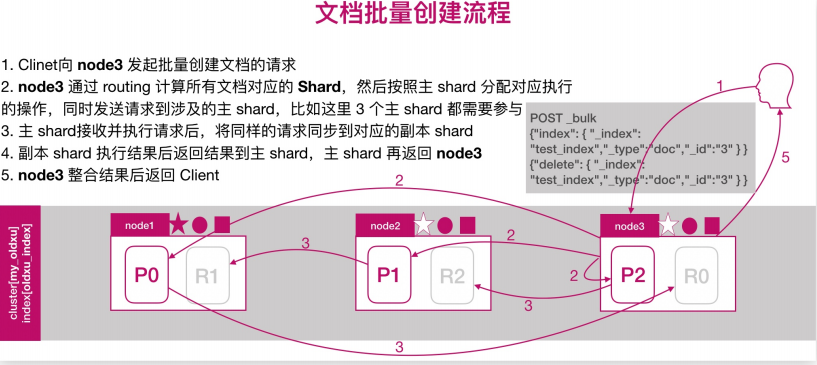 文档批量创建流程
1. Clinet向 node3 发起批量创建文档的请求
2. node3 通过 routing 计算所有文档对应的 Shard，然后按照主 shard 分配对应执行
的操作，同时发送请求到涉及的主 shard，比如这里 3 个主 shard 都需要参与
3. 主 shard接收并执行请求后，将同样的请求同步到对应的副本 shard
4. 副本 shard 执行结果后返回结果到主 shard，主 shard 再返回 node3
5. node3 整合结果后返回 Client
POST _bulk
{"index": { "_index":
"test_index","_type":"doc","_id":"3" } }
{"delete": { "_index":
"test_index","_type":"doc","_id":"3" } }
1
5
2
cluster[my_oldxu]
index[oldxu_index]
node1
node2
node3
P0
R1
3
P1
R2
2
3
2
P2
R0
3